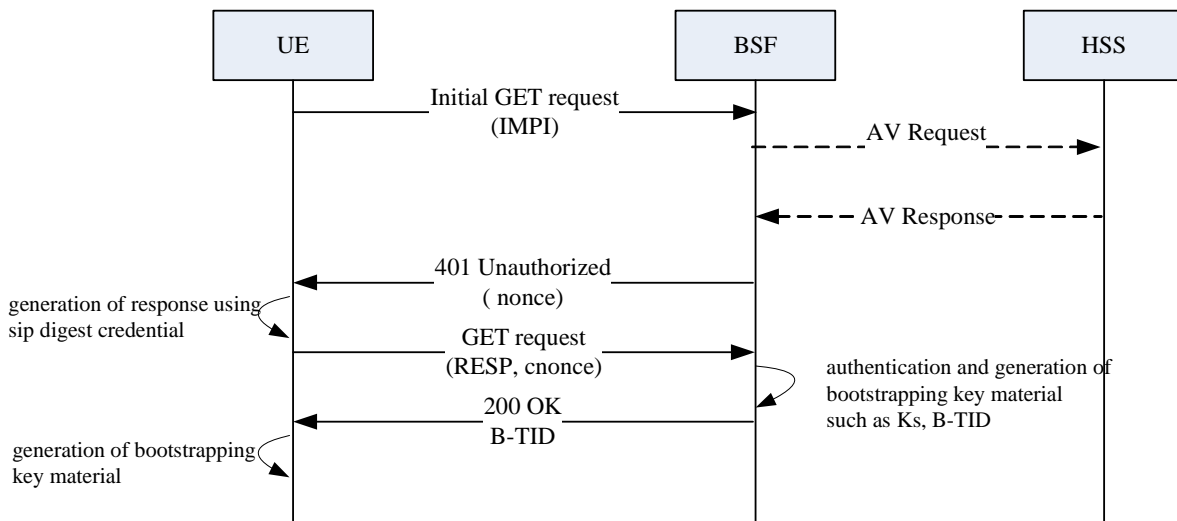 UE
BSF
HSS
Initial GET request
(IMPI)
AV Request
AV Response
401 Unauthorized
( nonce)
generation of response using
sip digest credential
GET request
(RESP, cnonce)
authentication and generation of
bootstrapping key material
such as Ks, B-TID
200 OK
B-TID
generation of bootstrapping
key material